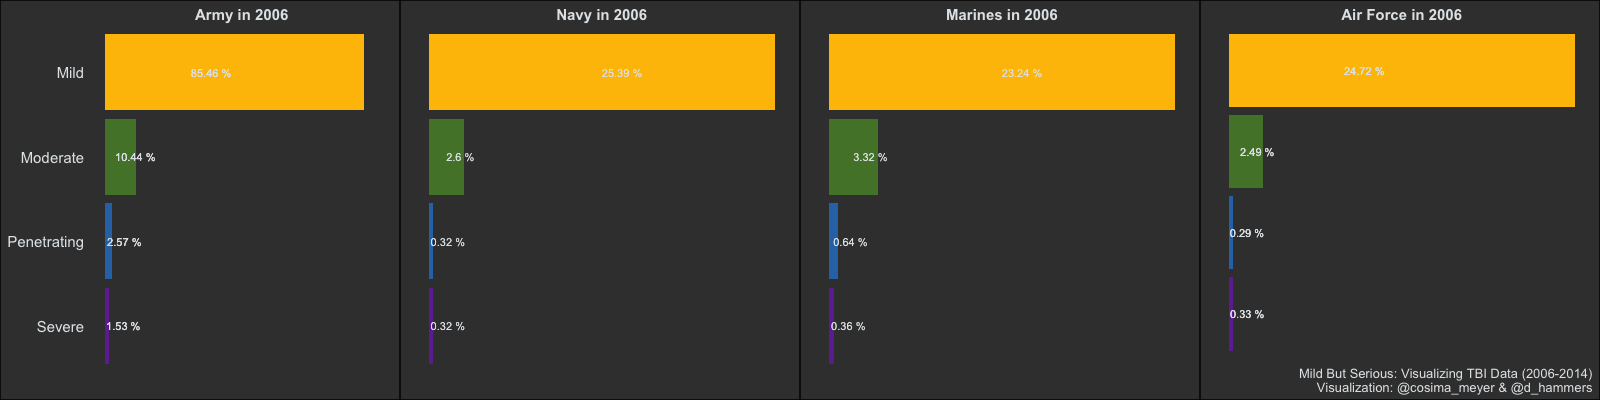 Army in 2006
Mild
85.46 %
Moderate
10.44 %
Penetrating
2.57 %
Severe
1.53 %
Navy in 2006
25.39 %
2.6 %
0.32 %
0.32 %
Marines in 2006
23.24 %
3.32 %
0.64 %
0.36 %
Air Force in 2006
24.72 %
2.49 %
0.29 %
0.33 %
Mild But Serious: Visualizing TBI Data (2006-2014)
Visualization: @cosima_meyer & @d_hammers